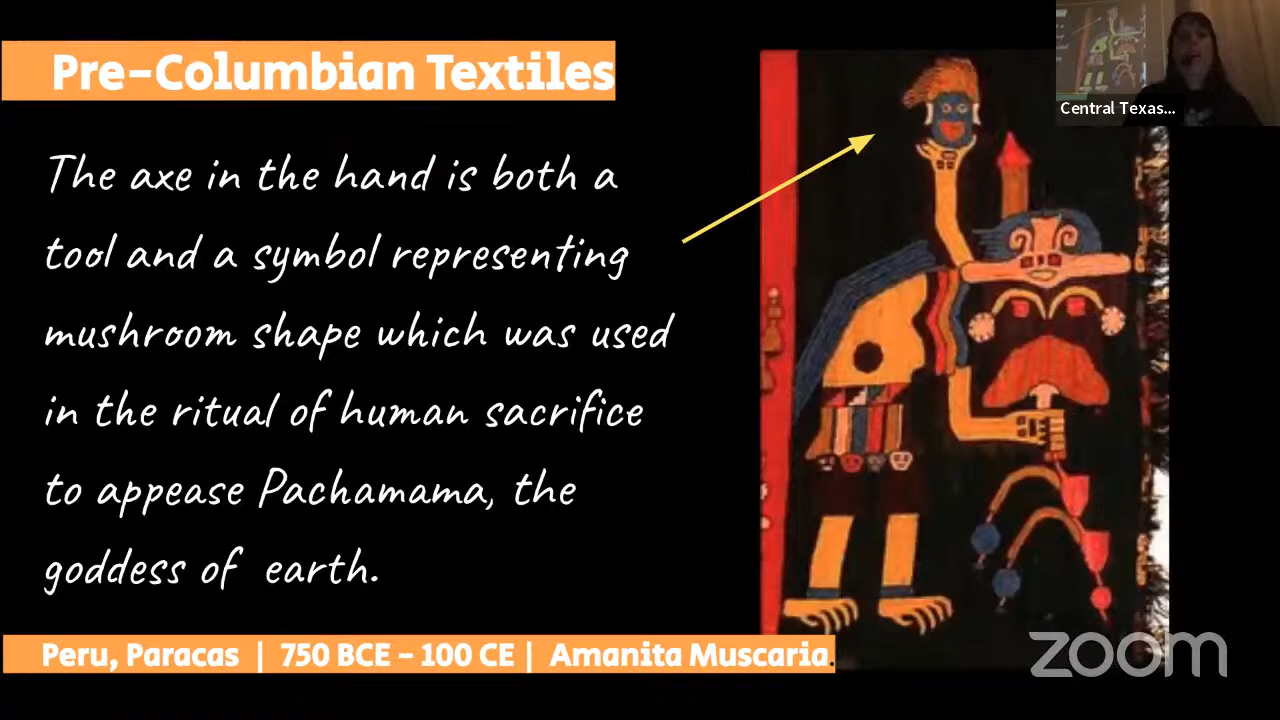 Pre-Columbian Textiles
The axe in the hand is both a
tool and a symbol representing
mushroom shape which was used
in the ritual of human sacrifice
to appease Pachamama, the
goddess of earth.
Peru, Paracas | 750 BCE - 100 CE | Amanita Muscaria.
Central Texas...
zoom